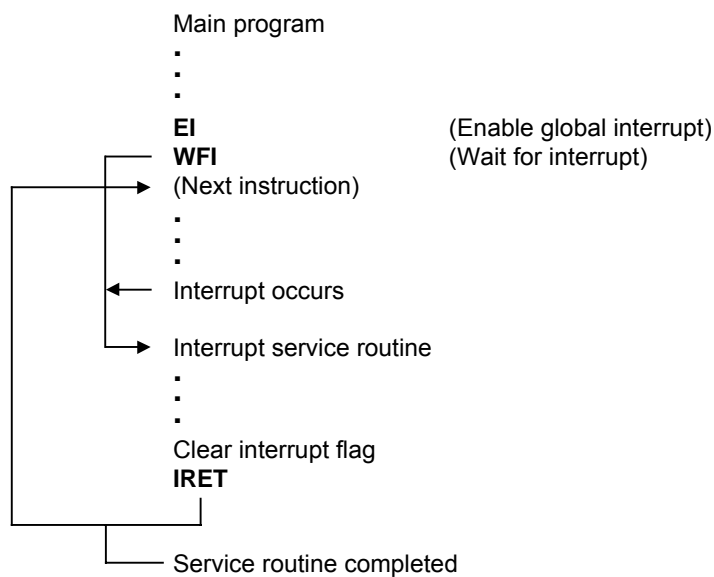 Main program
.
.
.
EI (Enable global interrupt)
WFI (Wait for interrupt)
(Next instruction)
.
.
.
Interrupt occurs
Interrupt service routine
.
.
.
Clear interrupt flag
IRET
Service routine completed